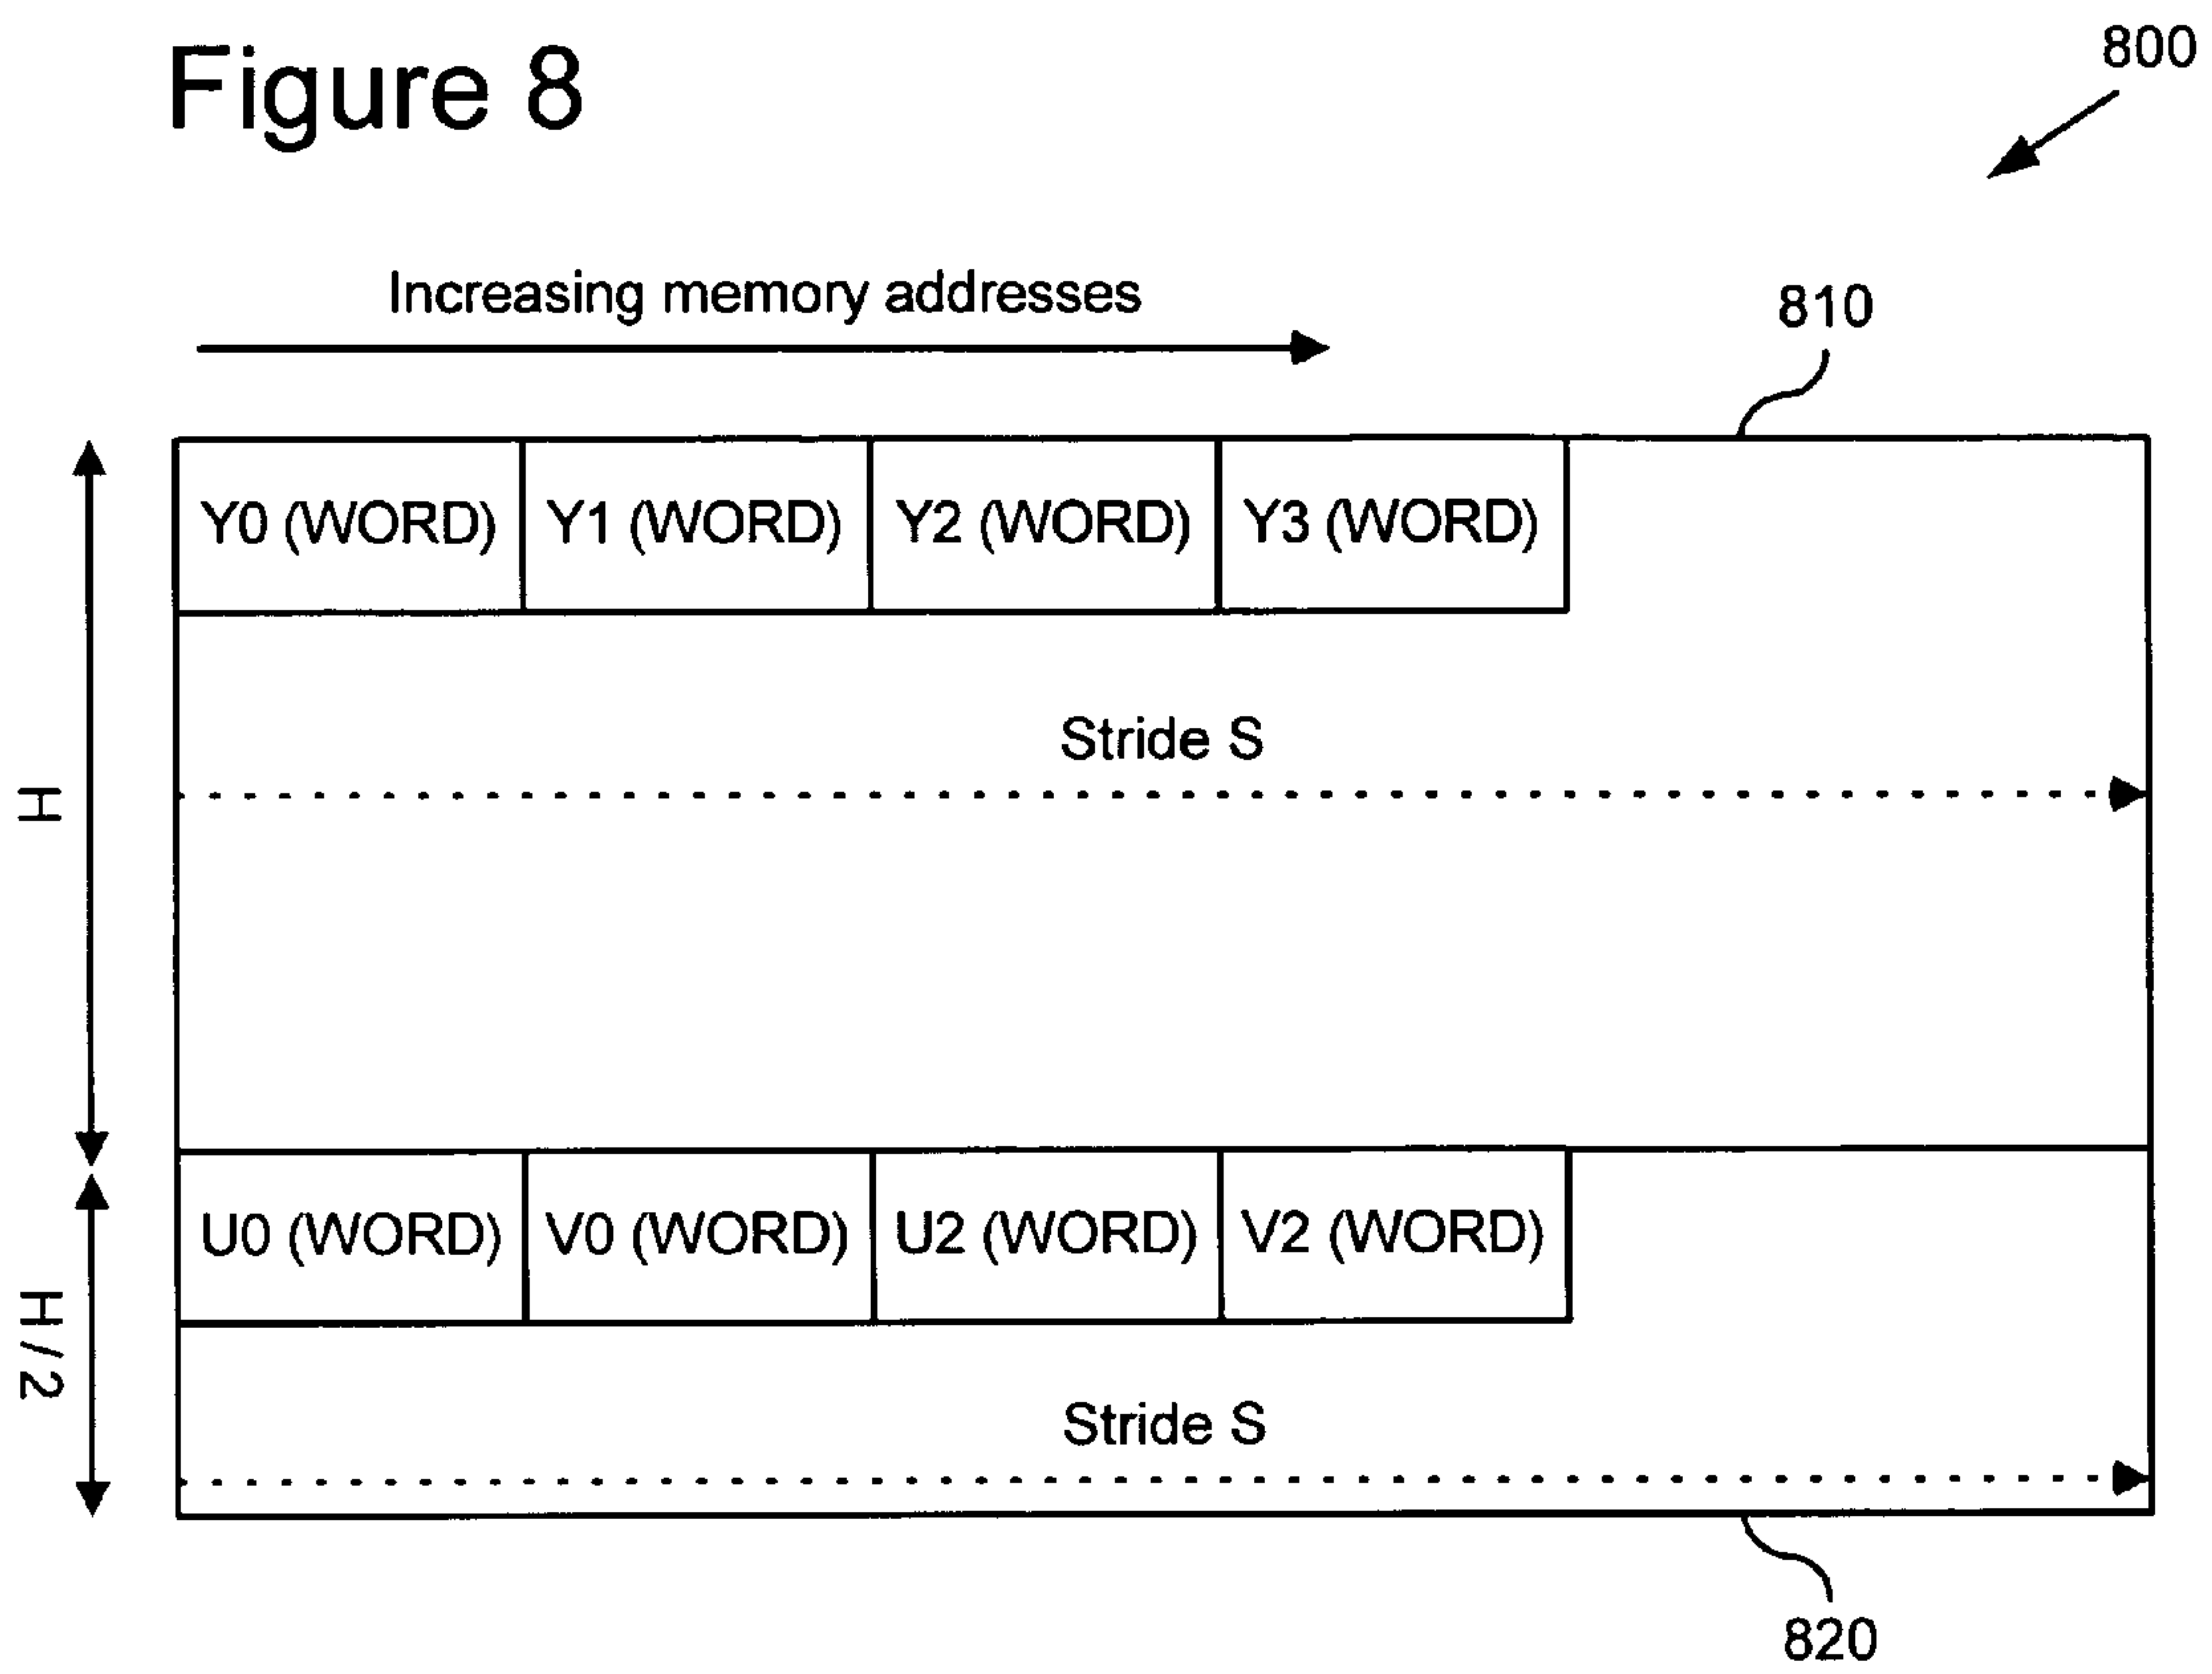 Figure 8
800
Increasing memory addresses
810
Y0 (WORD) Y1 (WORD) Y2 (WORD) Y3 (WORD)
Stride S
H
U0 (WORD) V0 (WORD) U2 (WORD) V2 (WORD)
H/2
Stride S
820